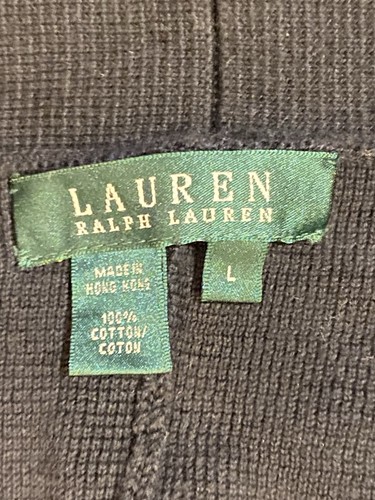 LAUREN
RALPH LAUREN
MADE IN
HONG KONG
100%
COTTON/
COTON
L